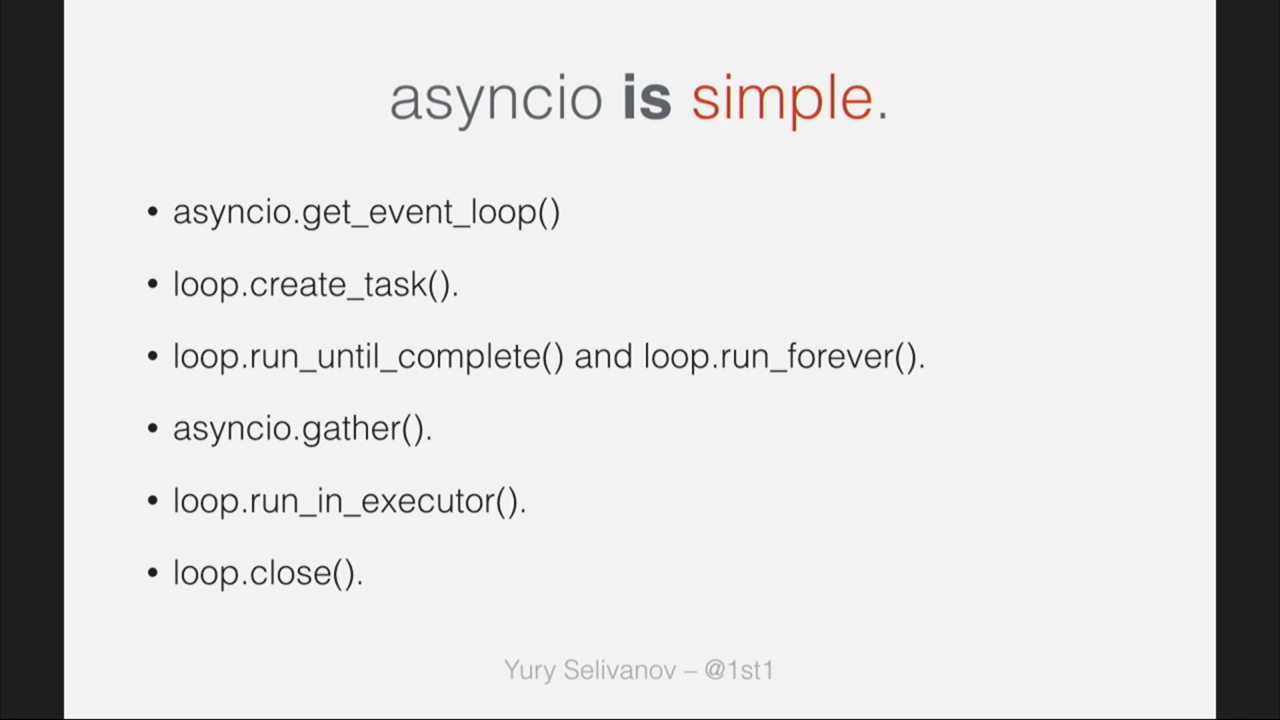 asyncio is simple.
• asyncio.get_event_loop()
• loop.create_task().
• loop.run_until_complete() and loop.run_forever().
• asyncio.gather().
• loop.run_in_executor().
• loop.close().
Yury Selivanov – @1st1